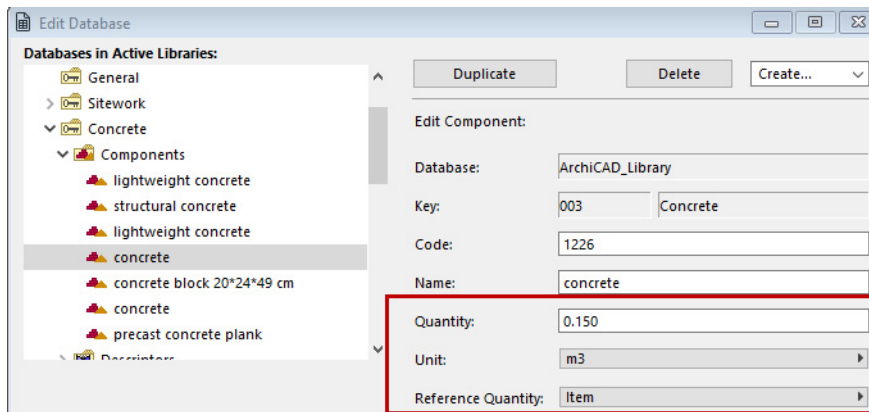 Edit Database
Databases in Active Libraries:
General
Sitework
Concrete
Components
lightweight concrete
structural concrete
lightweight concrete
concrete
concrete block 20*24*49 cm
concrete
precast concrete plank
Descriptors
Duplicate
Delete
Create...
Edit Component:
Database:
ArchiCAD_Library
Key:
003
Concrete
Code:
1226
Name:
concrete
Quantity:
0.150
Unit:
m3
Reference Quantity:
Item